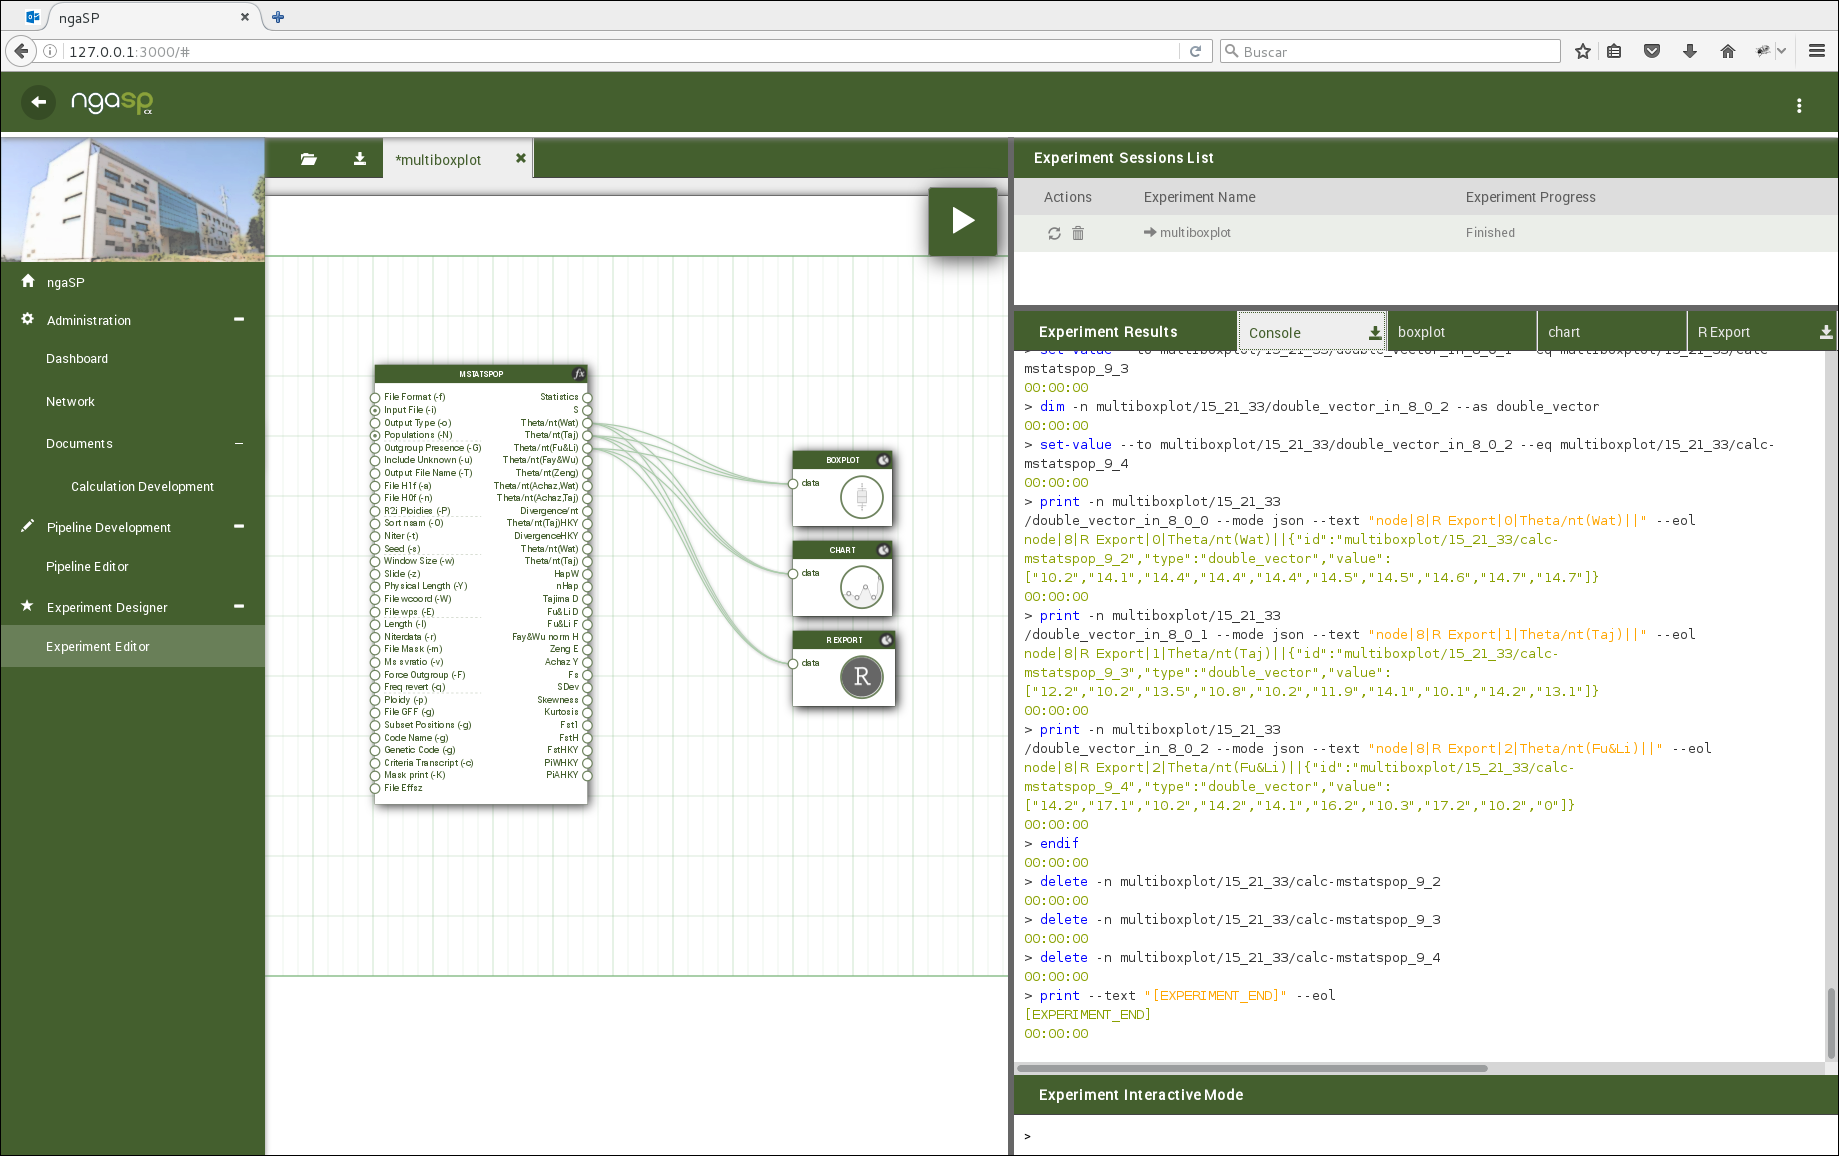 ngaSP
127.0.0.1:3000/#
Buscar
ngasp α
ngaSP
Administration
Dashboard
Network
Documents
Calculation Development
Pipeline Development
Pipeline Editor
Experiment Designer
Experiment Editor
*multiboxplot
MSTATSPOP
fx
File Format (-f)
Input File (-i)
Output Type (-o)
Populations (-N)
Outgroup Presence (-G)
Include Unknown (-u)
Output File Name (-T)
File H1f (-a)
File H0f (-n)
R2i Ploidies (-P)
Sort nsam (-O)
Niter (-t)
Seed (-s)
Window Size (-w)
Slide (-z)
Physical Length (-Y)
File wcoord (-W)
File wps (-E)
Length (-l)
Niterdata (-r)
File Mask (-m)
Ms svratio (-v)
Force Outgroup (-F)
Freq revert (-q)
Ploidy (-p)
File GFF (-g)
Subset Positions (-g)
Code Name (-g)
Genetic Code (-g)
Criteria Transcript (-c)
Mask print (-K)
File Effsz
Statistics
S
Theta/nt(Wat)
Theta/nt(Taj)
Theta/nt(Fu&Li)
Theta/nt(Fay&Wu)
Theta/nt(Zeng)
Theta/nt(Achaz,Wat)
Theta/nt(Achaz,Taj)
Divergence/nt
Theta/nt(Taj)HKY
DivergenceHKY
Theta/nt(Wat)
Theta/nt(Taj)
HapW
nHap
Tajima D
Fu&Li D
Fu&Li F
Fay&Wu norm H
Zeng E
Achaz Y
Fs
SDev
Skewness
Kurtosis
Fst1
FstH
FstHKY
PiWHKY
PiAHKY
BOXPLOT
data
CHART
data
R EXPORT
data
R
Experiment Sessions List
Actions Experiment Name Experiment Progress
multiboxplot Finished
Experiment Results Console boxplot chart R Export
> set-value --to multiboxplot/15_21_33/double_vector_in_8_0_1 --eq multiboxplot/15_21_33/calc-
mstatspop_9_3
00:00:00
> dim -n multiboxplot/15_21_33/double_vector_in_8_0_2 --as double_vector
00:00:00
> set-value --to multiboxplot/15_21_33/double_vector_in_8_0_2 --eq multiboxplot/15_21_33/calc-
mstatspop_9_4
00:00:00
> print -n multiboxplot/15_21_33
/double_vector_in_8_0_0 --mode json --text "node|8|R Export|0|Theta/nt(Wat)||" --eol
node|8|R Export|0|Theta/nt(Wat)||{"id":"multiboxplot/15_21_33/calc-
mstatspop_9_2","type":"double_vector","value":
["10.2","14.1","14.4","14.4","14.4","14.5","14.5","14.6","14.7","14.7"]}
00:00:00
> print -n multiboxplot/15_21_33
/double_vector_in_8_0_1 --mode json --text "node|8|R Export|1|Theta/nt(Taj)||" --eol
node|8|R Export|1|Theta/nt(Taj)||{"id":"multiboxplot/15_21_33/calc-
mstatspop_9_3","type":"double_vector","value":
["12.2","10.2","13.5","10.8","10.2","11.9","14.1","10.1","14.2","13.1"]}
00:00:00
> print -n multiboxplot/15_21_33
/double_vector_in_8_0_2 --mode json --text "node|8|R Export|2|Theta/nt(Fu&Li)||" --eol
node|8|R Export|2|Theta/nt(Fu&Li)||{"id":"multiboxplot/15_21_33/calc-
mstatspop_9_4","type":"double_vector","value":
["14.2","17.1","10.2","14.2","14.1","16.2","10.3","17.2","10.2","0"]}
00:00:00
> endif
00:00:00
> delete -n multiboxplot/15_21_33/calc-mstatspop_9_2
00:00:00
> delete -n multiboxplot/15_21_33/calc-mstatspop_9_3
00:00:00
> delete -n multiboxplot/15_21_33/calc-mstatspop_9_4
00:00:00
> print --text "[EXPERIMENT_END]" --eol
[EXPERIMENT_END]
00:00:00
Experiment Interactive Mode
>